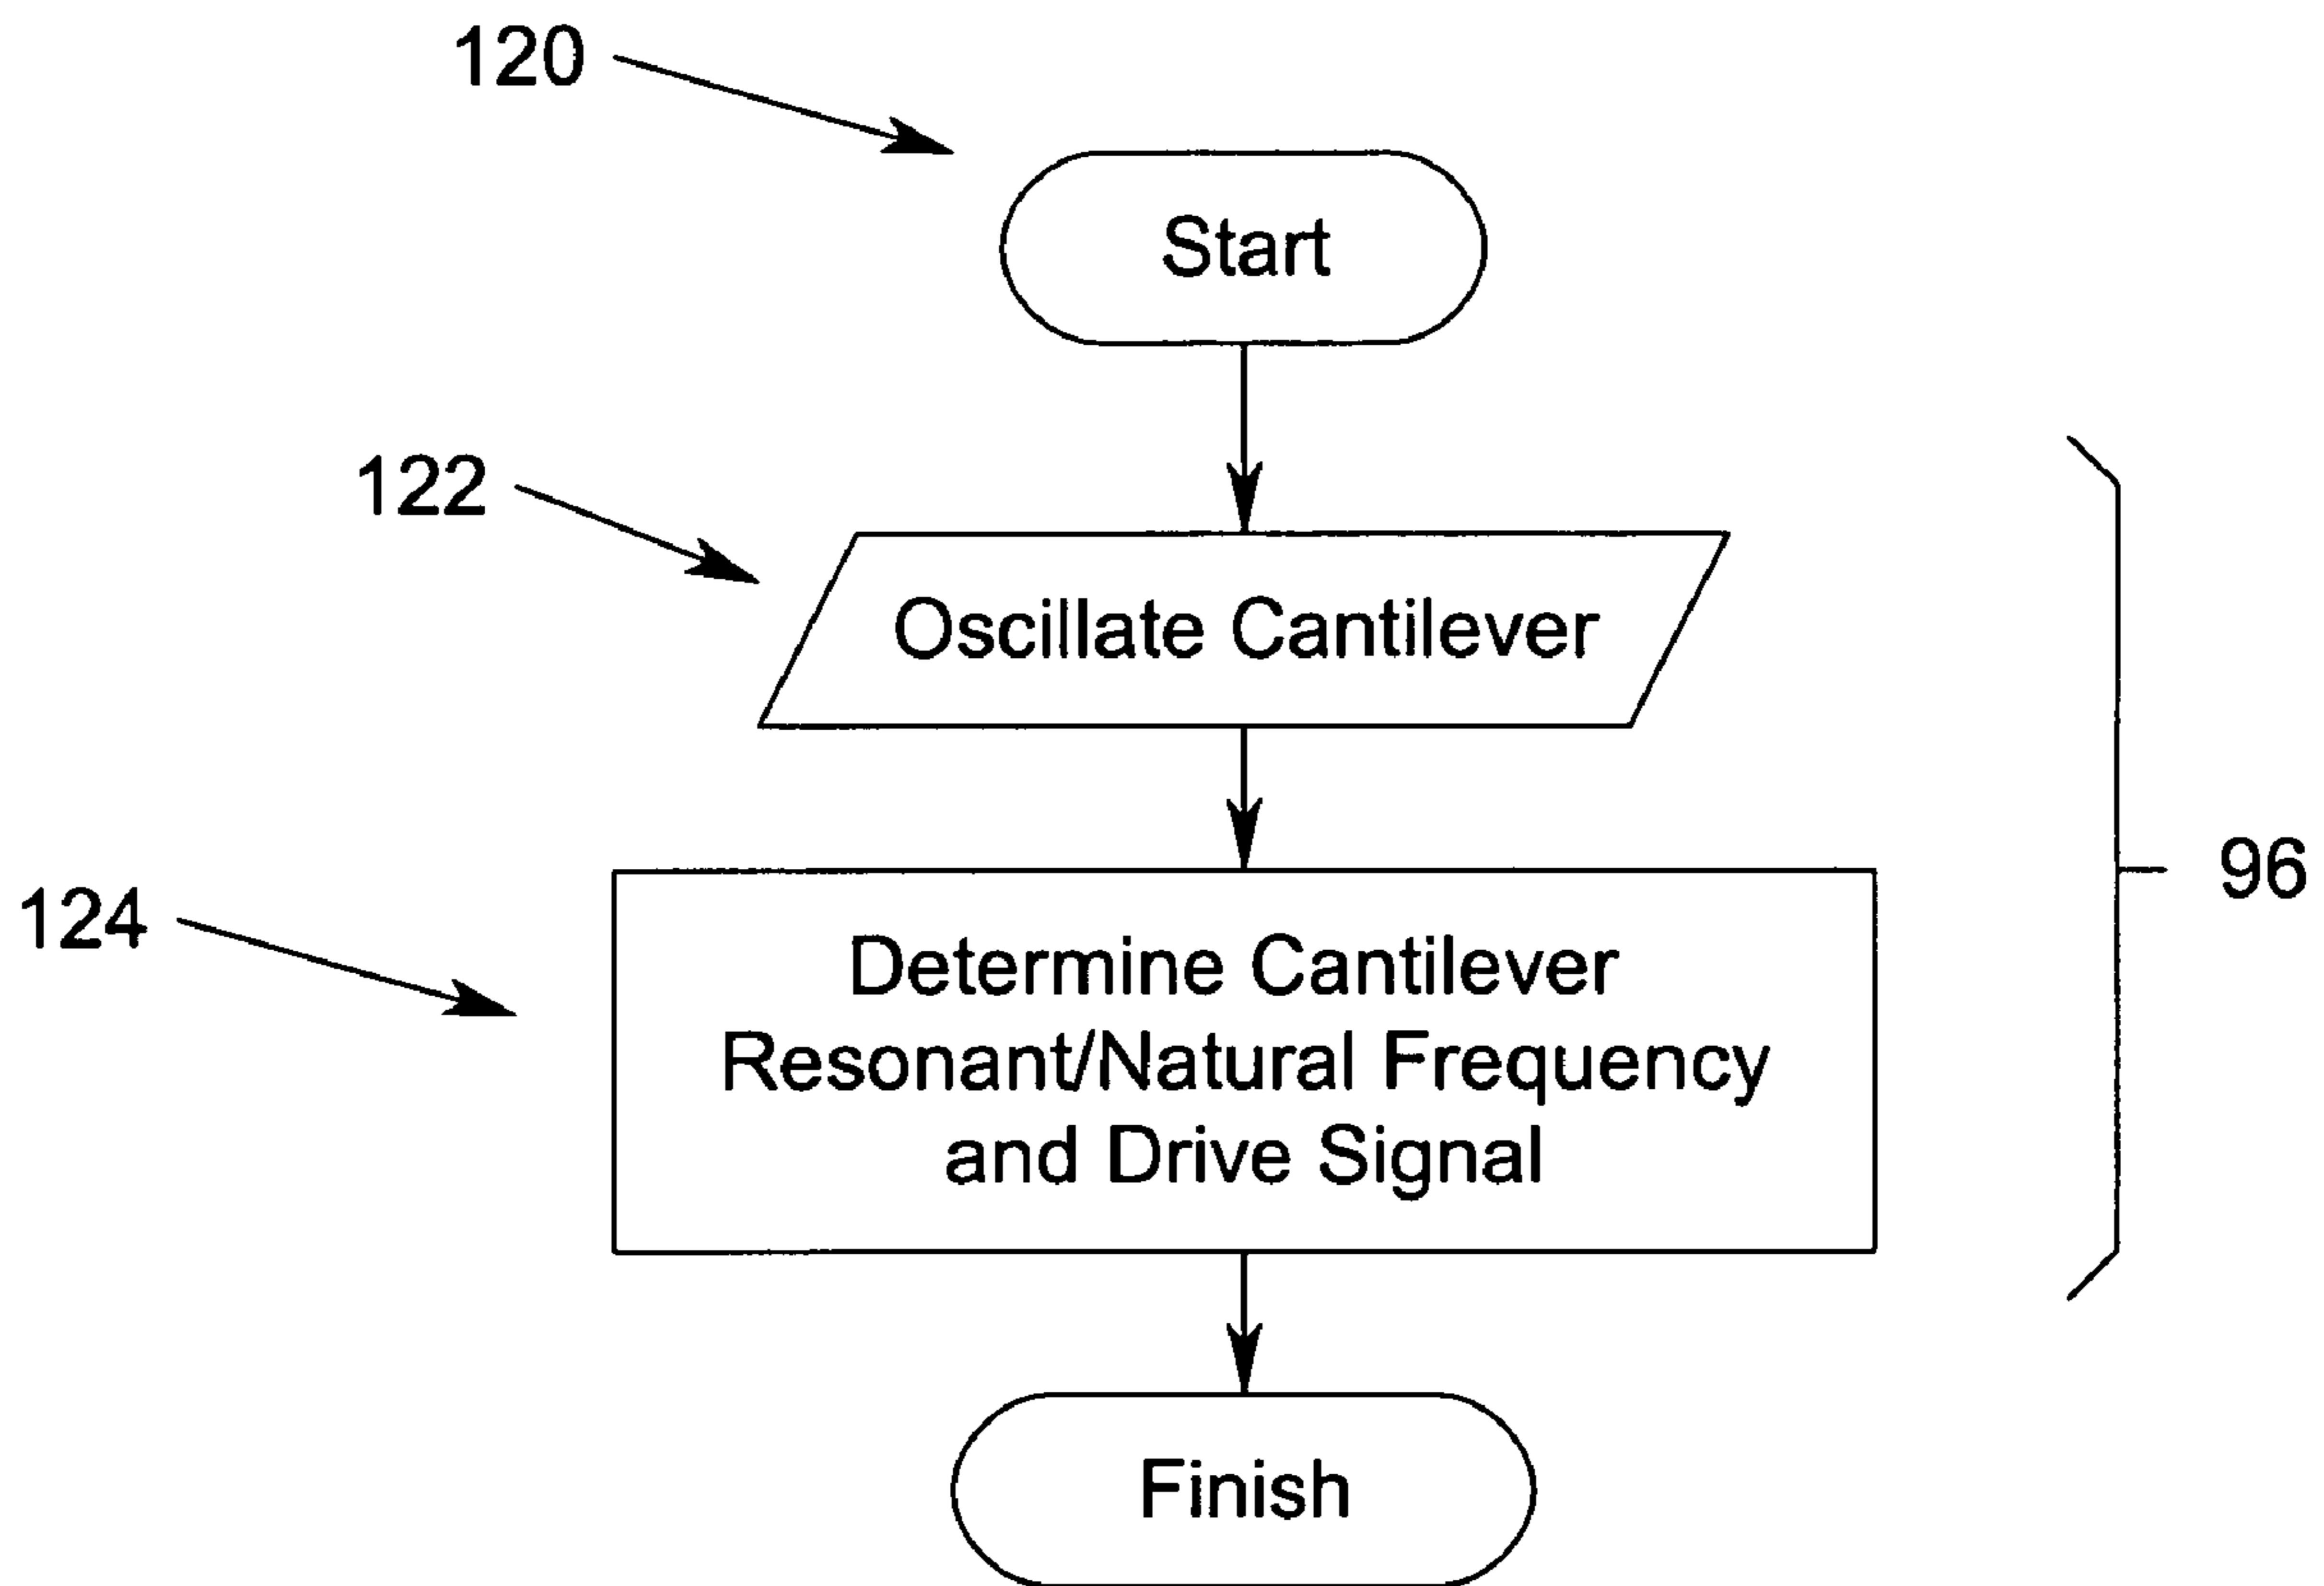 120
Start
122
Oscillate Cantilever
96
124
Determine Cantilever
Resonant/Natural Frequency
and Drive Signal
Finish